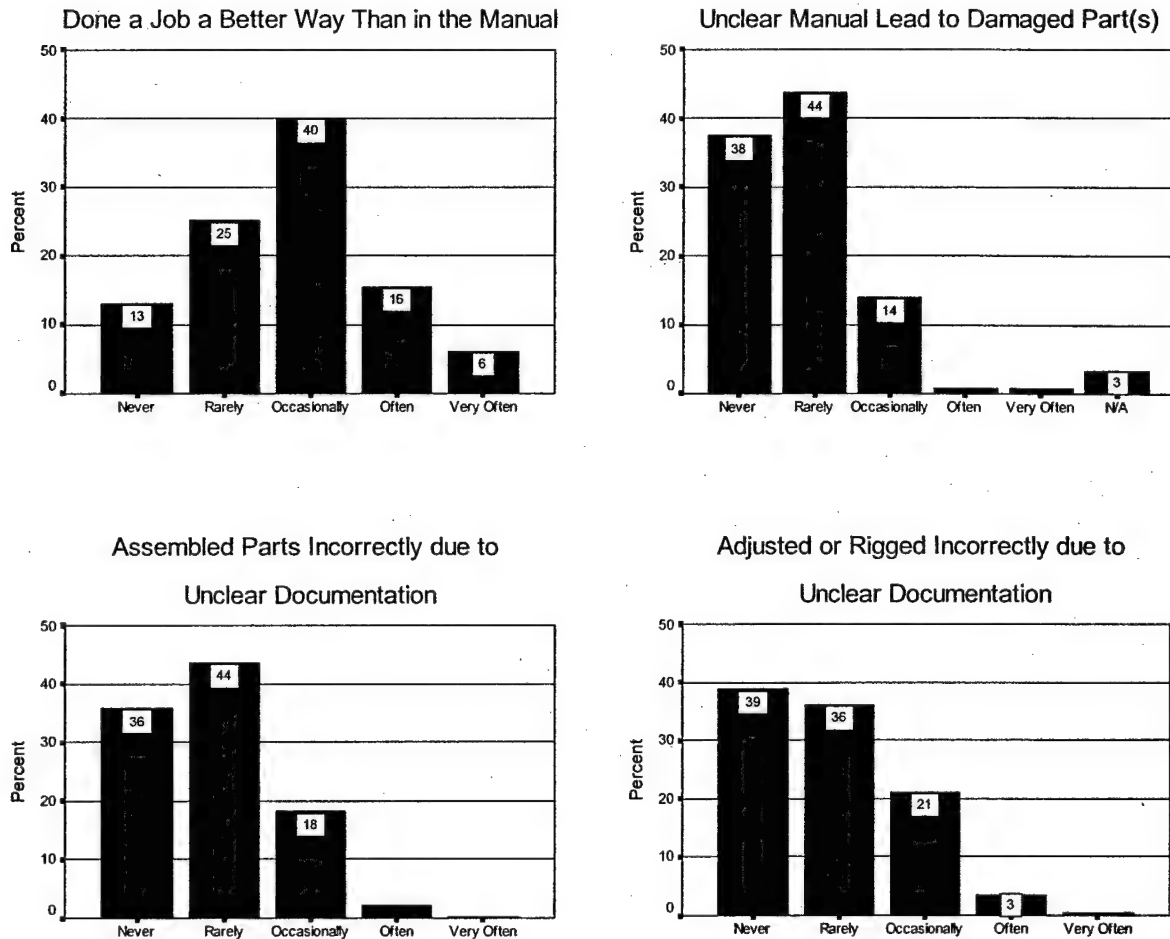 Done a Job a Better Way Than in the Manual
50
40
30
20
10
0
Percent
13
25
40
16
6
Never Rarely Occasionally Often Very Often
Unclear Manual Lead to Damaged Part(s)
50
40
30
20
10
0
Percent
38
44
14
3
Never Rarely Occasionally Often Very Often N/A
Assembled Parts Incorrectly due to
Unclear Documentation
50
40
30
20
10
0
Percent
36
44
18
Never Rarely Occasionally Often Very Often
Adjusted or Rigged Incorrectly due to
Unclear Documentation
50
40
30
20
10
0
Percent
39
36
21
3
Never Rarely Occasionally Often Very Often